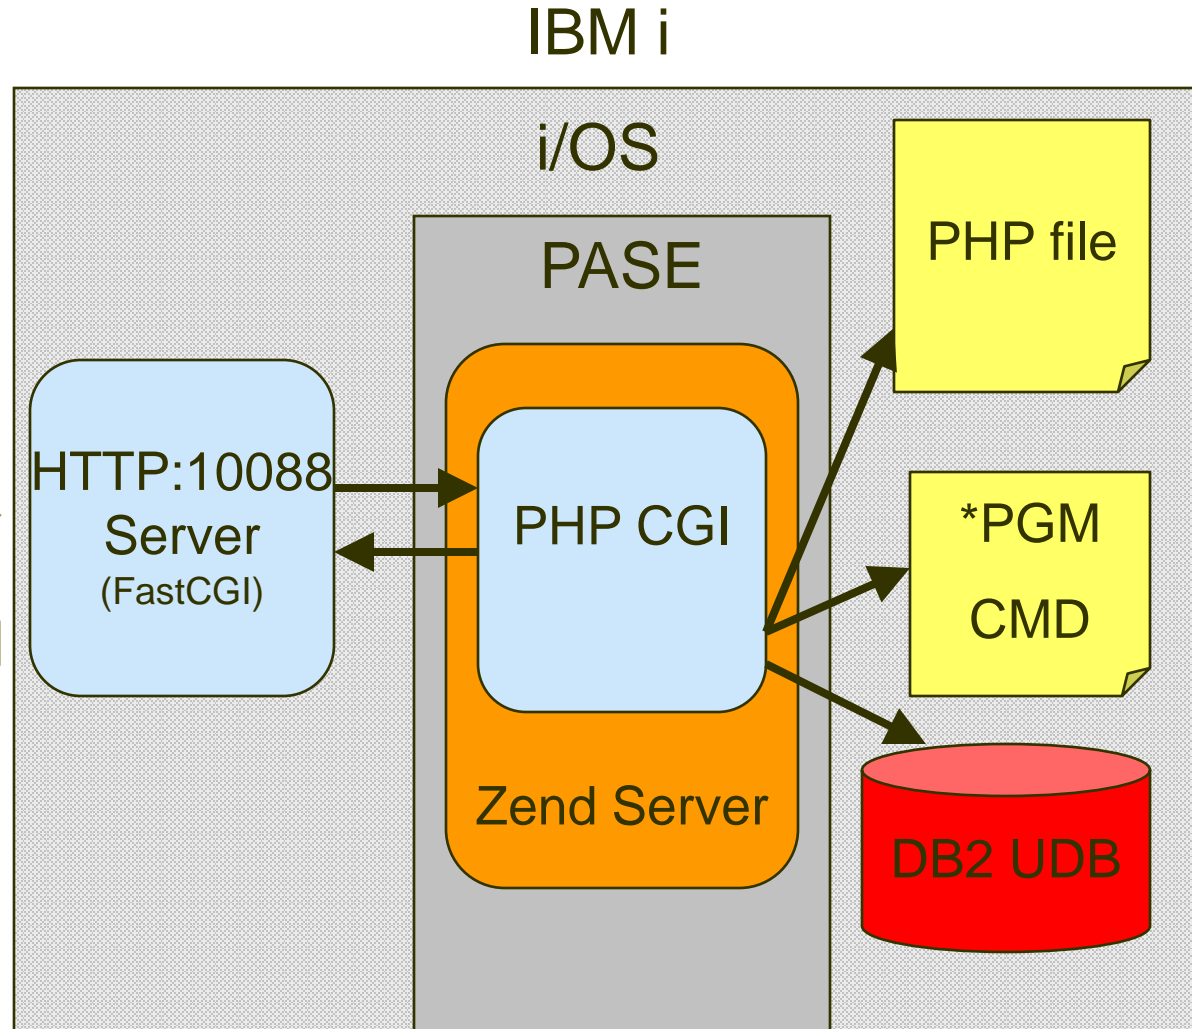 IBM i
i/OS
PASE
PHP file
HTTP:10088
Server
(FastCGI)
PHP CGI
*PGM
CMD
Zend Server
DB2 UDB